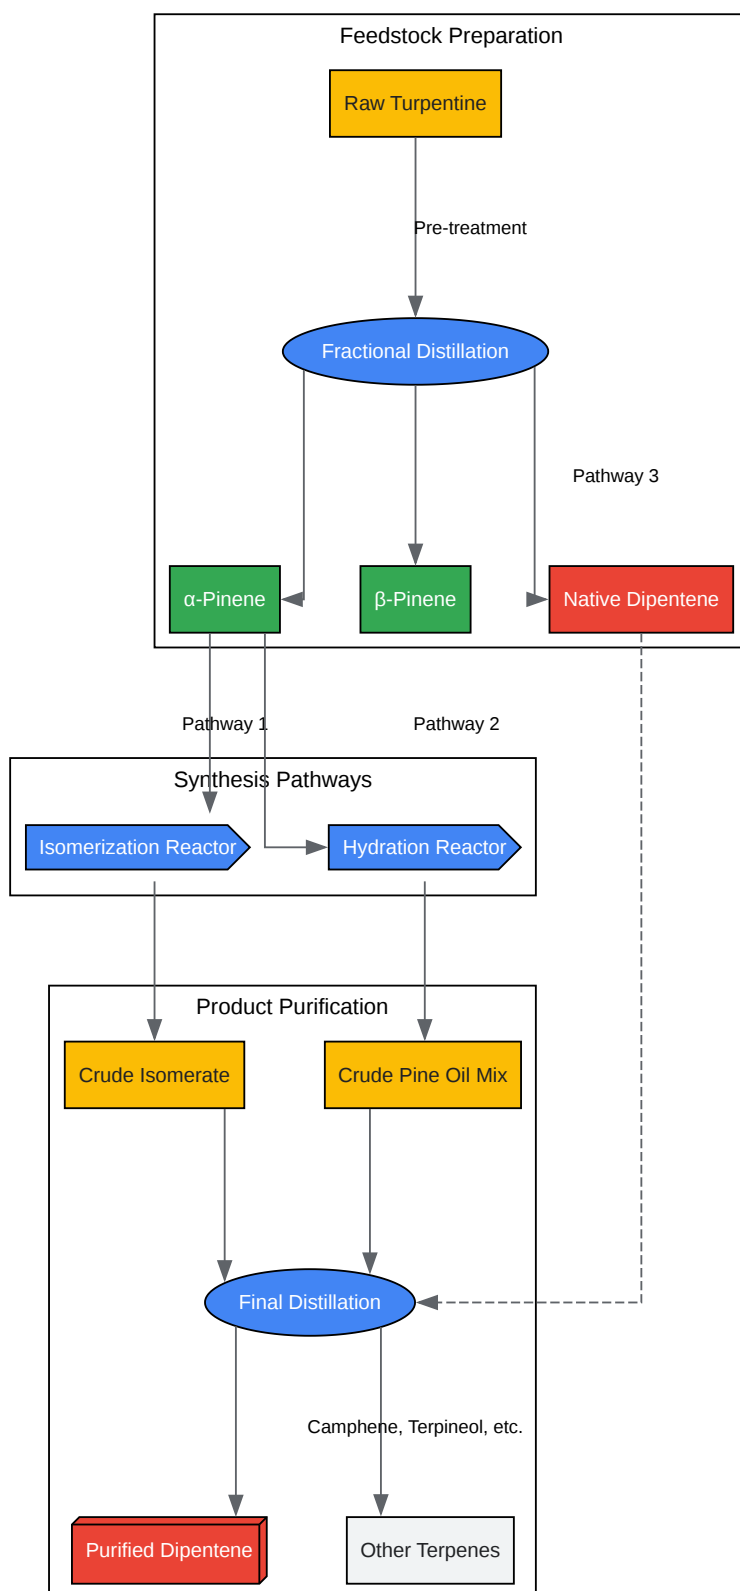 Feedstock Preparation
Raw Turpentine
Pre-treatment
Fractional Distillation
Pathway 3
α-Pinene
β-Pinene
Native Dipentene
Pathway 1
Pathway 2
Synthesis Pathways
Isomerization Reactor
Hydration Reactor
Product Purification
Crude Isomerate
Crude Pine Oil Mix
Final Distillation
Camphene, Terpineol, etc.
Purified Dipentene
Other Terpenes